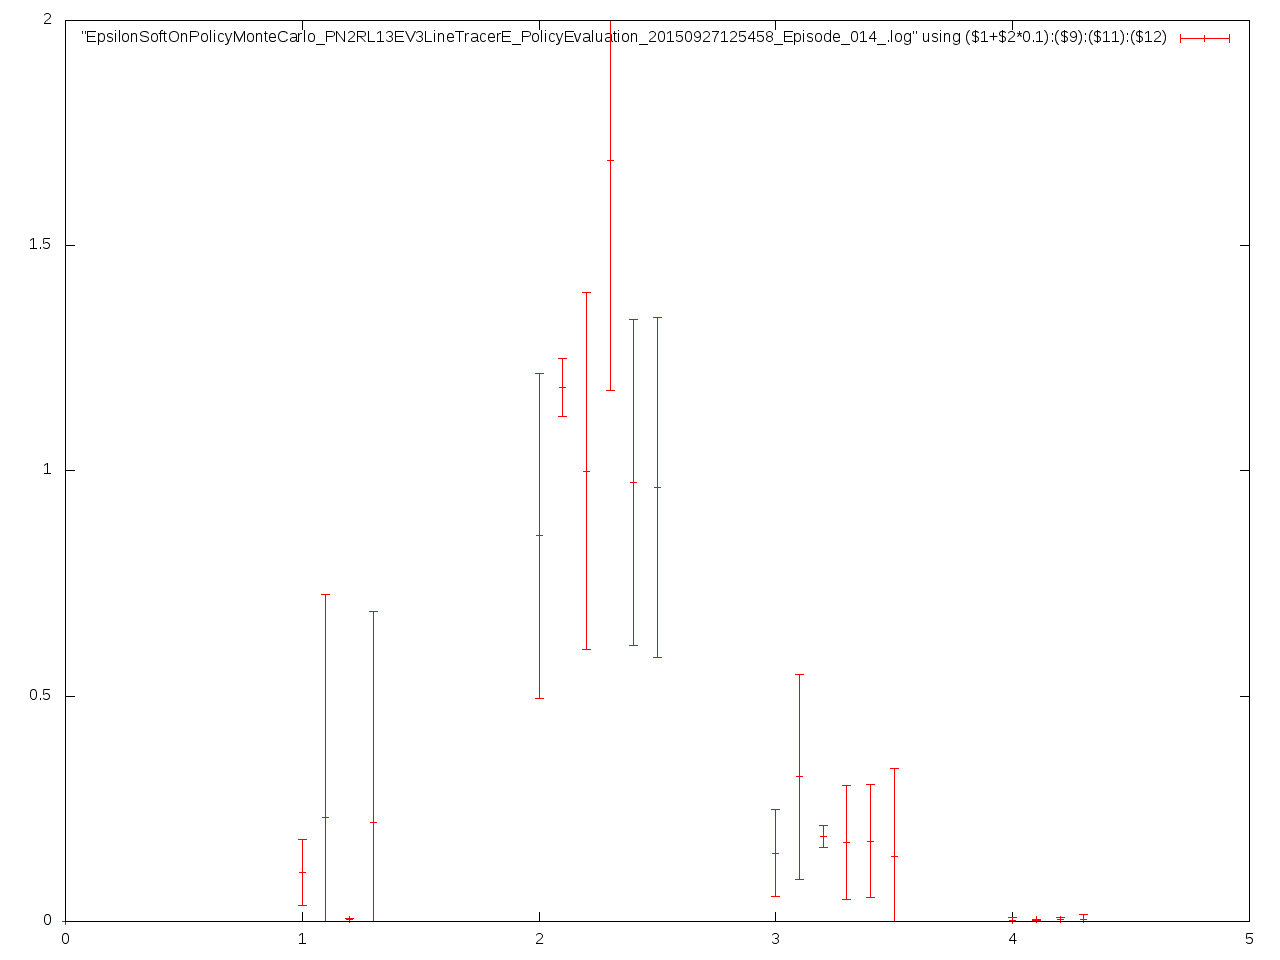 2
"EpsilonSoftOnPolicyMonteCarlo_PN2RL13EV3LineTracerE_PolicyEvaluation_20150927125458_Episode_014_.log" using ($1+$2*0.1):($9):($11):($12)
1.5
1
0.5
0
0 1 2 3 4 5